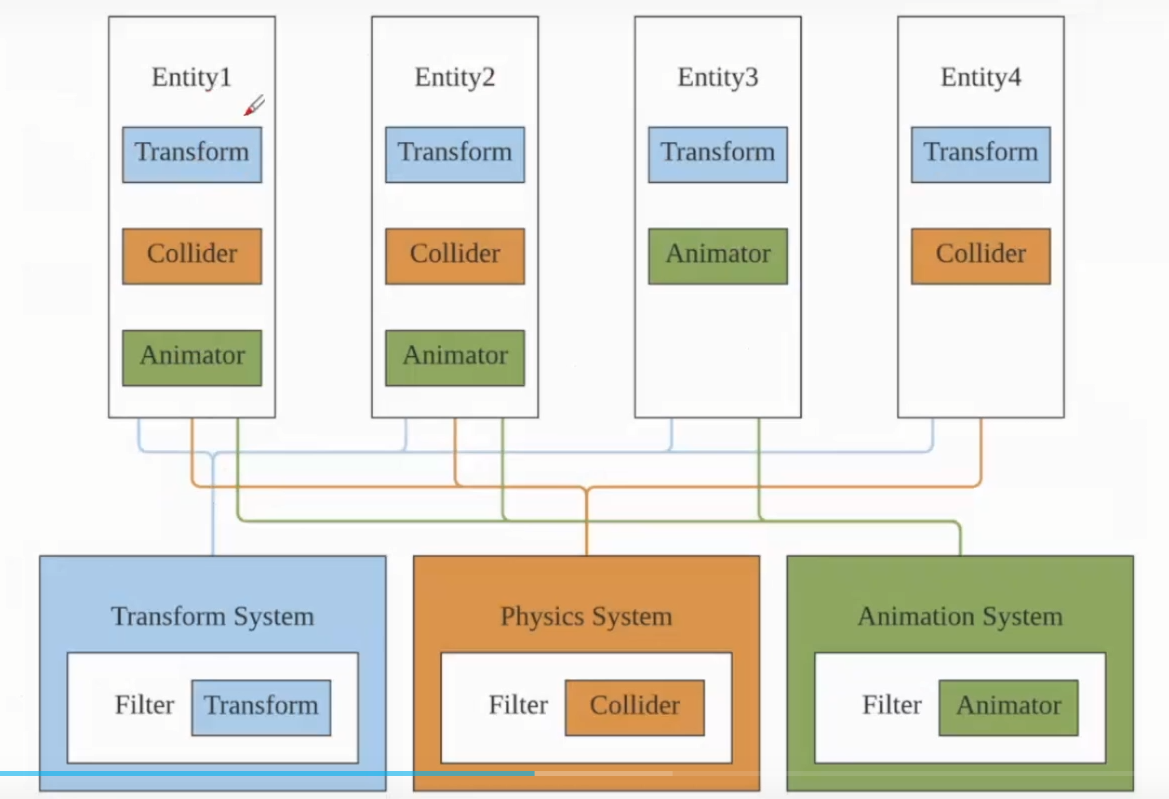 Entity1
Transform
Collider
Animator
Entity2
Transform
Collider
Animator
Entity3
Transform
Animator
Entity4
Transform
Collider
Transform System
Filter Transform
Physics System
Filter Collider
Animation System
Filter Animator